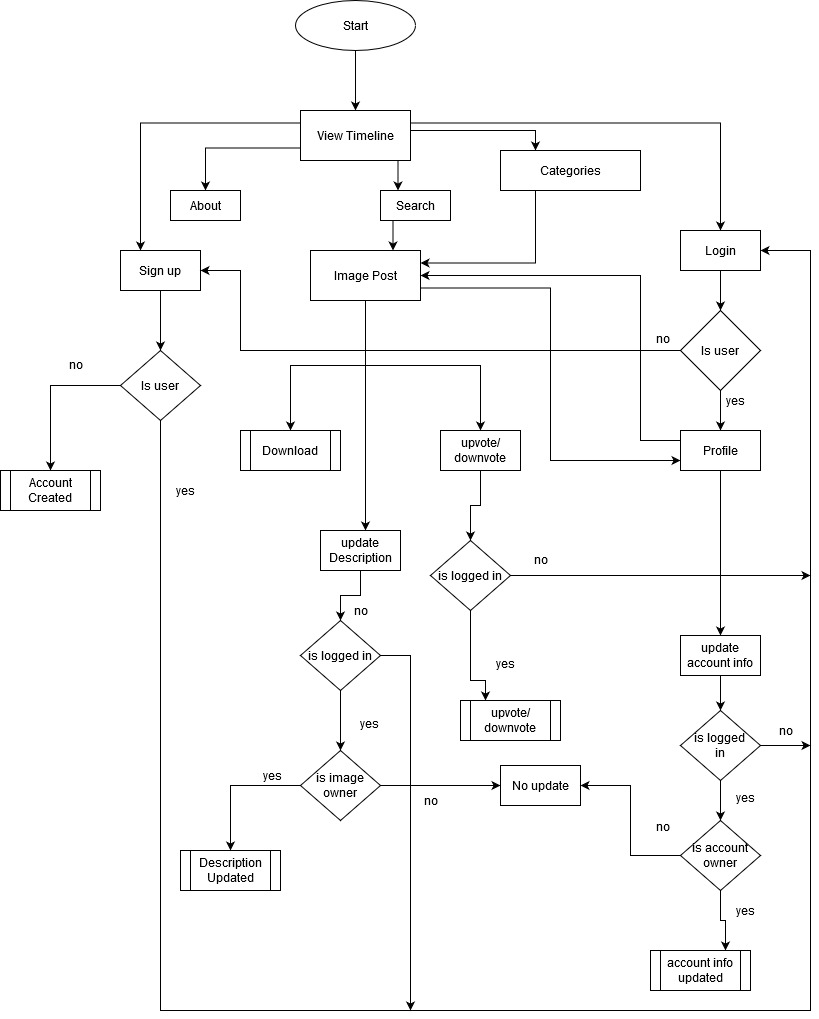 Start
View Timeline
Categories
About
Search
Login
Sign up
Image Post
no
Is user
no
Is user
yes
Download
upvote/
downvote
Profile
Account
Created
yes
update
Description
no
is logged in
no
is logged in
update
account info
yes
upvote/
downvote
yes
is logged
in
no
yes
is image
owner
no
No update
yes
no
is account
owner
Description
Updated
yes
account info
updated